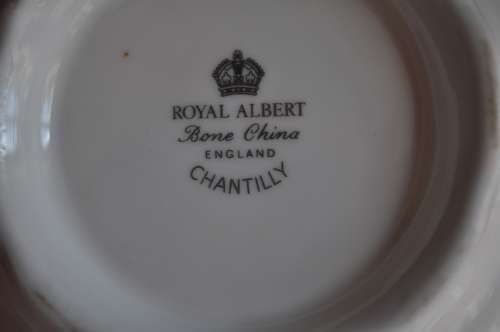 ROYAL ALBERT
Bone China
ENGLAND
CHANTILLY